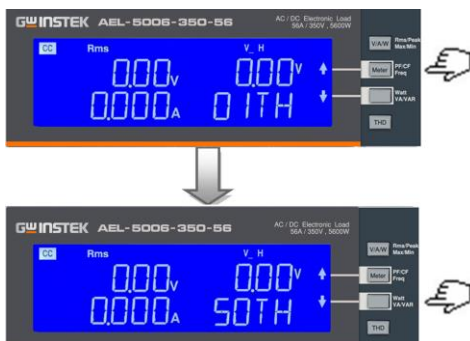 GWINSTEK AEL-5006-350-56
AC / DC Electronic Load
56A / 350V , 5600W
CC Rms V_ H
0.00V 0.00V
0.000A 01TH
V/A/W Rms/Peak Max/Min
Meter PF/CF Freq
Watt VA/VAR
THD
GWINSTEK AEL-5006-350-56
AC / DC Electronic Load
56A / 350V , 5600W
CC Rms V_ H
0.00V 0.00V
0.000A 50TH
V/A/W Rms/Peak Max/Min
Meter PF/CF Freq
Watt VA/VAR
THD